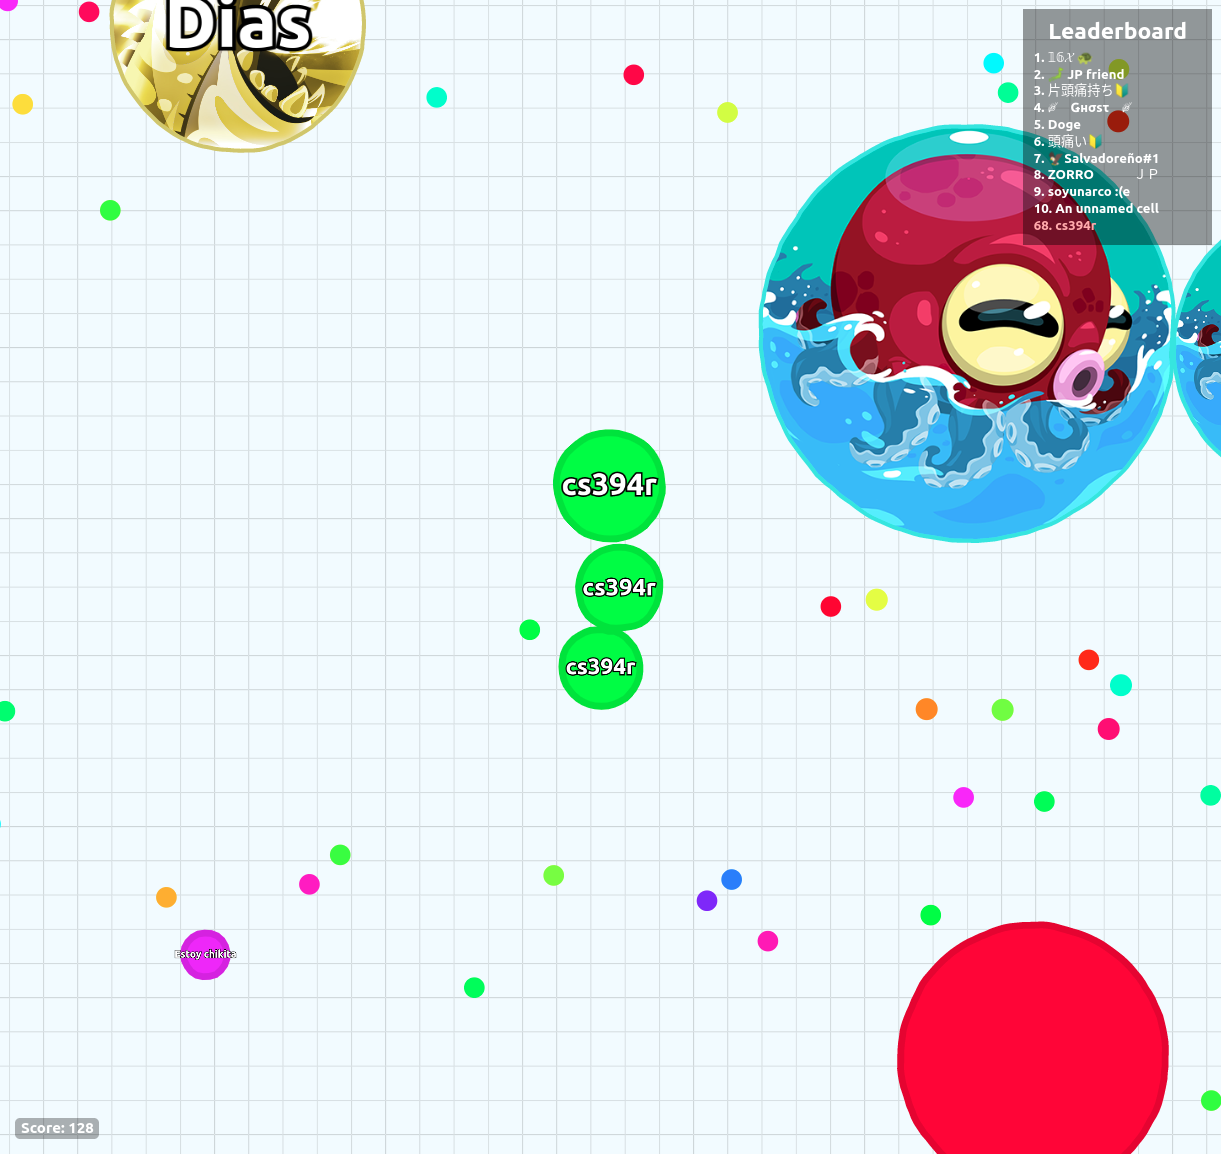 Dias
Leaderboard
1. 𝟙𝟞𝓧 🐢
2. 🦎JP friend
3. 片頭痛持ち🔰
4. ☄ Gнσsτ ☄
5. Doge
6. 頭痛い🔰
7. 🦅Salvadoreño#1
8. ZORRO ＪＰ
9. soyunarco :(e
10. An unnamed cell
68. cs394r
cs394r
cs394r
cs394r
Estoy chikita
Score: 128